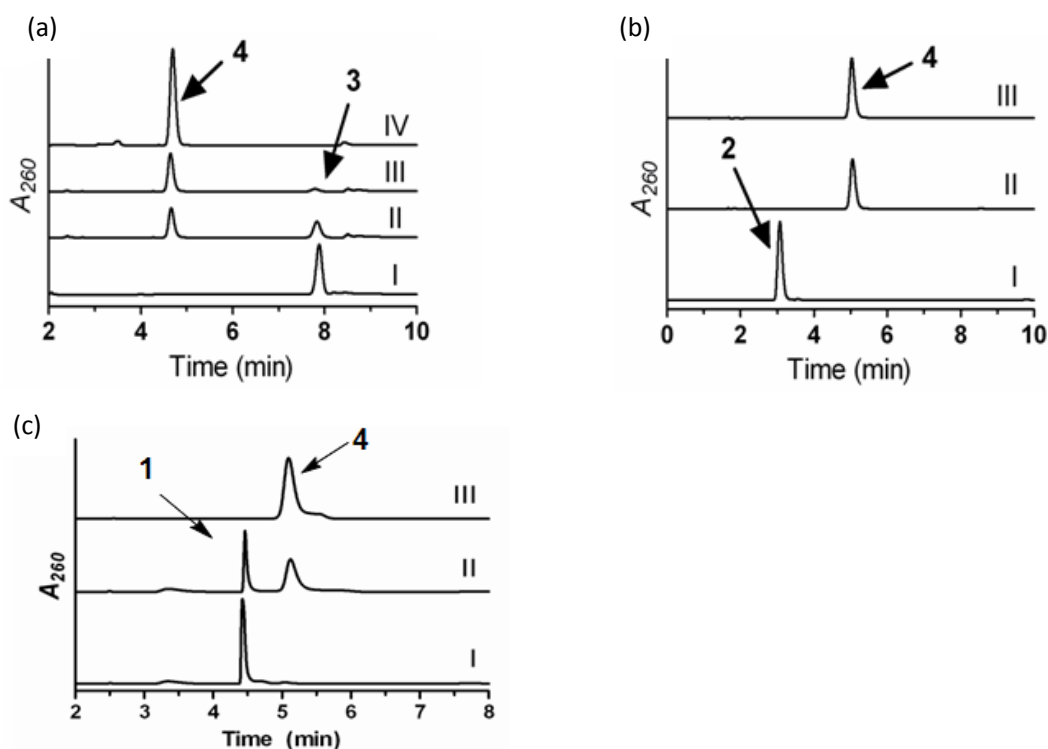 (a)
4
3
IV
III
II
I
A260
2 4 6 8 10
Time (min)
(b)
4
III
2
II
I
A260
0 2 4 6 8 10
Time (min)
(c)
4
1
III
II
I
A260
2 3 4 5 6 7 8
Time (min)